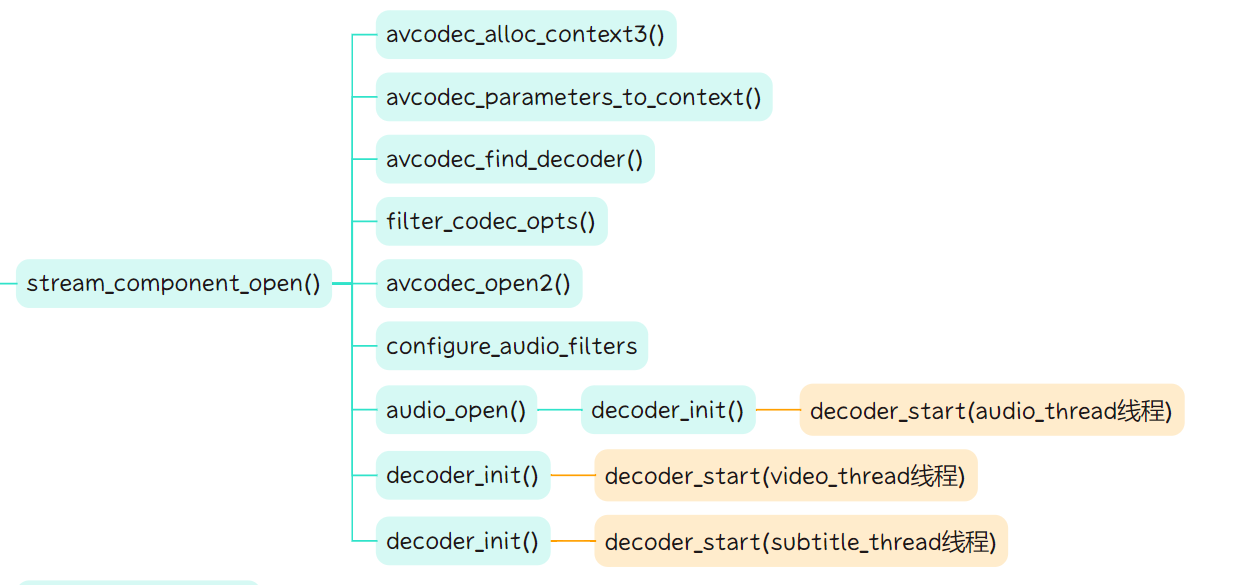 avcodec_alloc_context3()
avcodec_parameters_to_context()
avcodec_find_decoder()
filter_codec_opts()
stream_component_open()
avcodec_open2()
configure_audio_filters
audio_open()
decoder_init()
decoder_start(audio_thread线程)
decoder_init()
decoder_start(video_thread线程)
decoder_init()
decoder_start(subtitle_thread线程)